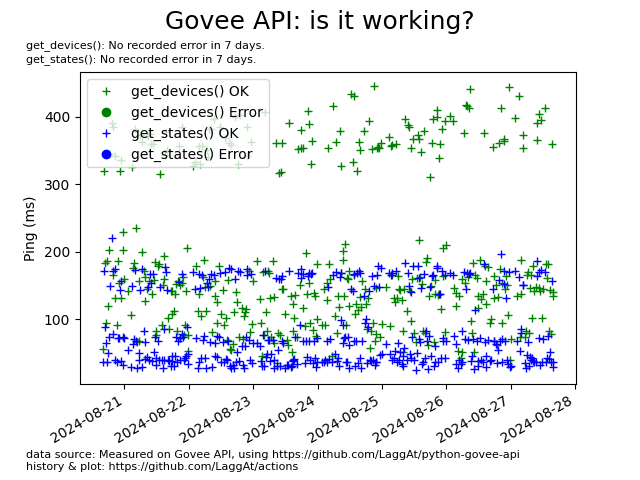 Govee API: is it working?
get_devices(): No recorded error in 7 days.
get_states(): No recorded error in 7 days.
get_devices() OK
get_devices() Error
get_states() OK
get_states() Error
Ping (ms)
400
300
200
100
2024-08-21
2024-08-22
2024-08-23
2024-08-24
2024-08-25
2024-08-26
2024-08-27
2024-08-28
data source: Measured on Govee API, using https://github.com/LaggAt/python-govee-api
history & plot: https://github.com/LaggAt/actions